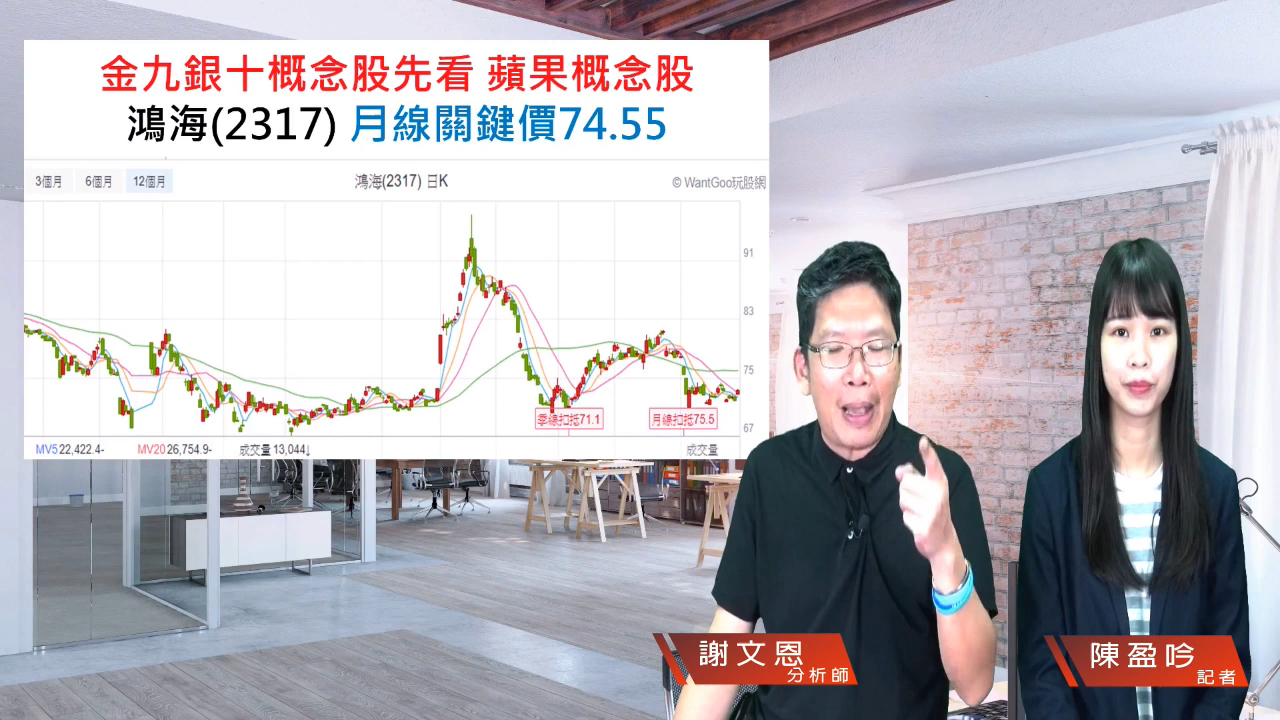 金九銀十概念股先看 蘋果概念股
鴻海(2317) 月線關鍵價74.55
3個月 6個月 12個月
鴻海(2317) 日K
© WantGoo玩股網
91
83
75
67
季線扣抵71.1
月線扣抵75.5
MV5 22,422.4- MV20 26,754.9- 成交量 13,044↓
成交量
謝文恩
分析師
陳盈吟
記者